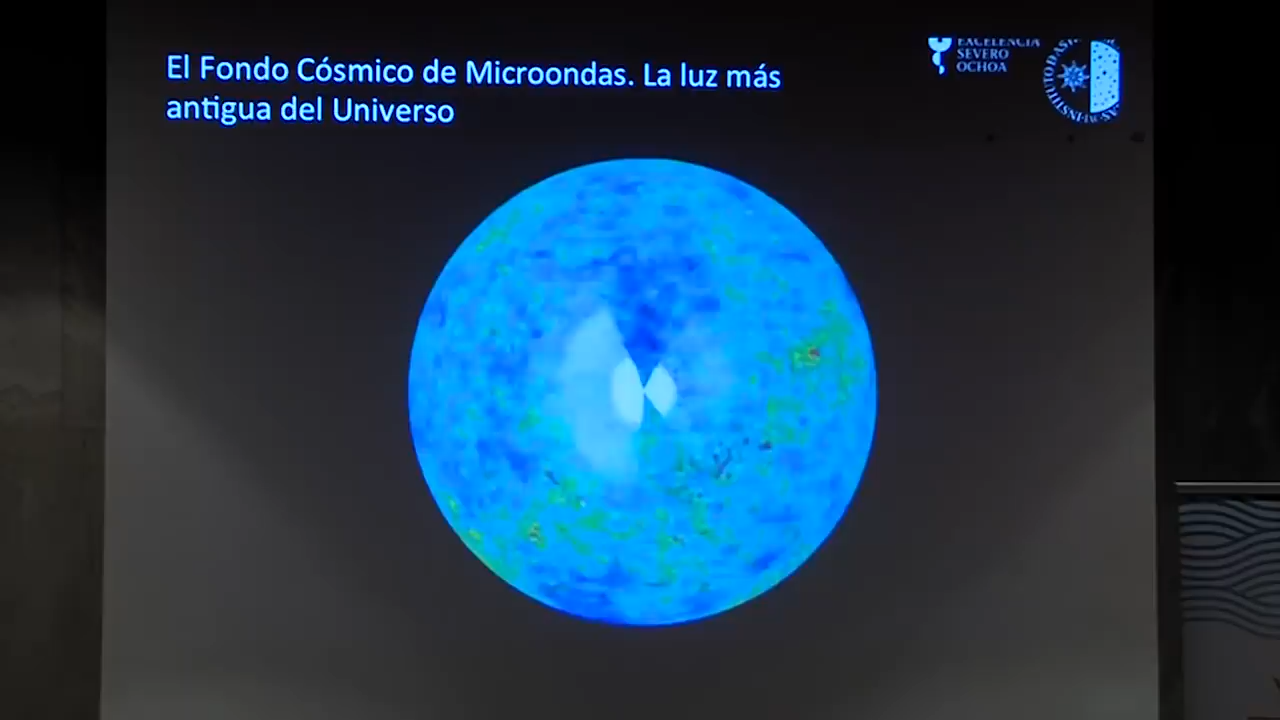 El Fondo Cósmico de Microondas. La luz más
antigua del Universo
EXCELENCIA
SEVERO
OCHOA